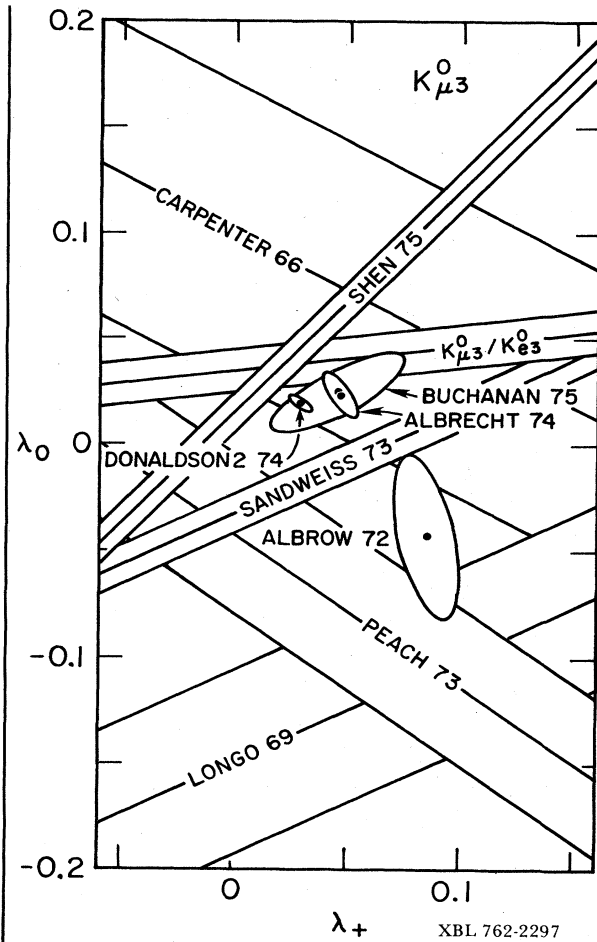 0.2
K⁰μ3
CARPENTER 66
0.1
SHEN 75
K⁰μ3/K⁰e3
BUCHANAN 75
ALBRECHT 74
λ0
0
DONALDSON2 74
SANDWEISS 73
ALBROW 72
-0.1
PEACH 73
LONGO 69
-0.2
0
0.1
λ+
XBL 762-2297